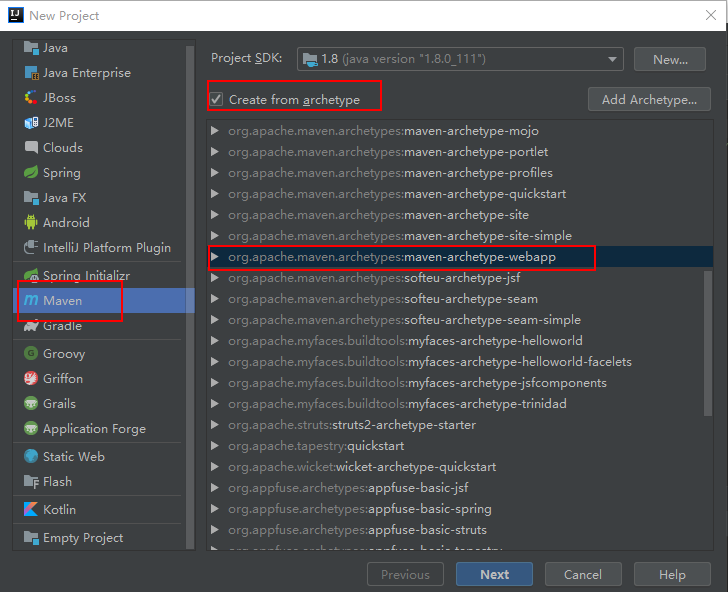 New Project
Java
Java Enterprise
JBoss
J2ME
Clouds
Spring
Java FX
Android
IntelliJ Platform Plugin
Spring Initializr
Maven
Gradle
Groovy
Griffon
Grails
Application Forge
Static Web
Flash
Kotlin
Empty Project
Project SDK: 1.8 (java version "1.8.0_111") New...
Create from archetype Add Archetype...
org.apache.maven.archetypes:maven-archetype-mojo
org.apache.maven.archetypes:maven-archetype-portlet
org.apache.maven.archetypes:maven-archetype-profiles
org.apache.maven.archetypes:maven-archetype-quickstart
org.apache.maven.archetypes:maven-archetype-site
org.apache.maven.archetypes:maven-archetype-site-simple
org.apache.maven.archetypes:maven-archetype-webapp
org.apache.maven.archetypes:softeu-archetype-jsf
org.apache.maven.archetypes:softeu-archetype-seam
org.apache.maven.archetypes:softeu-archetype-seam-simple
org.apache.myfaces.buildtools:myfaces-archetype-helloworld
org.apache.myfaces.buildtools:myfaces-archetype-helloworld-facelets
org.apache.myfaces.buildtools:myfaces-archetype-jsfcomponents
org.apache.myfaces.buildtools:myfaces-archetype-trinidad
org.apache.struts:struts2-archetype-starter
org.apache.tapestry:quickstart
org.apache.wicket:wicket-archetype-quickstart
org.appfuse.archetypes:appfuse-basic-jsf
org.appfuse.archetypes:appfuse-basic-spring
org.appfuse.archetypes:appfuse-basic-struts
org.appfuse.archetypes:appfuse-basic-tapestry
Previous Next Cancel Help